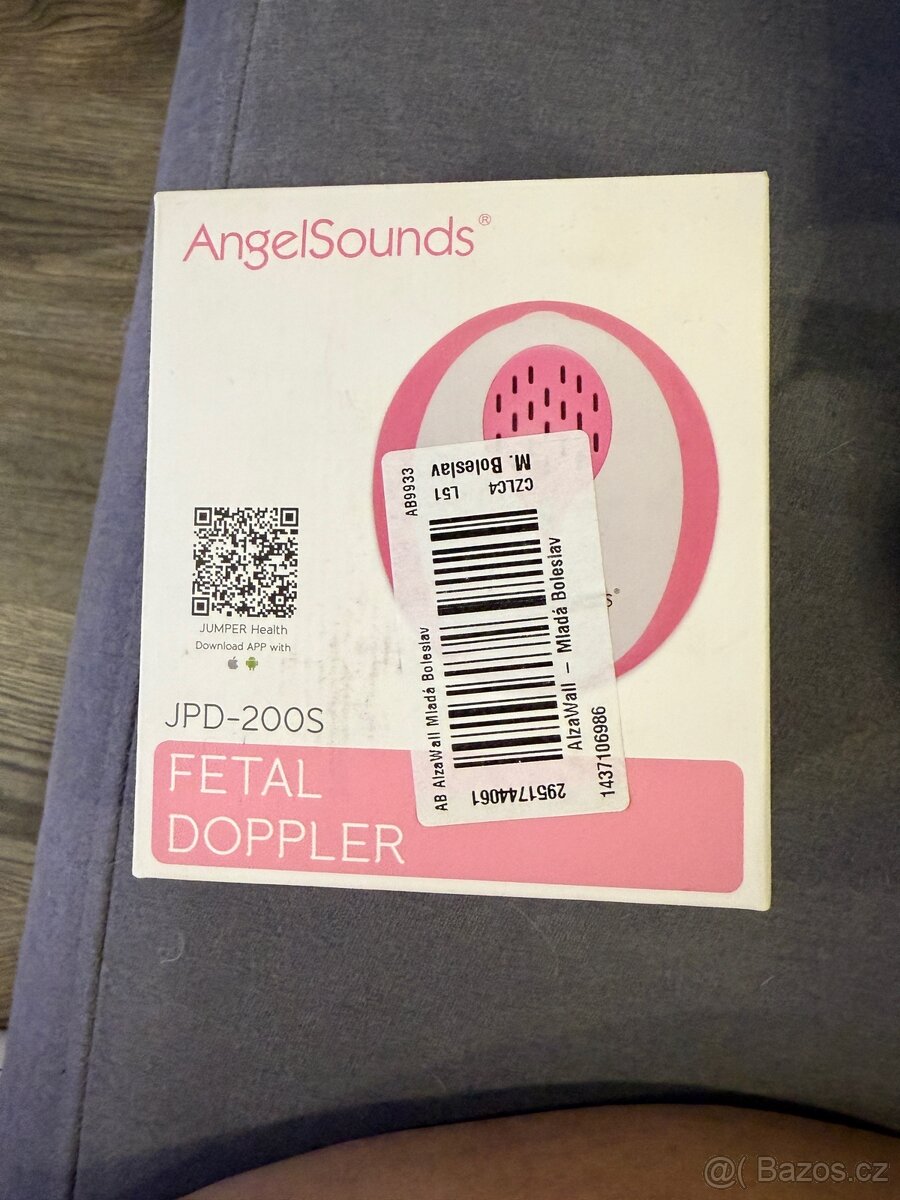 AngelSounds®
JUMPER Health
Download APP with
JPD-200S
FETAL
DOPPLER
s®
AB9933
CZLC4 L51
M. Boleslav
AB AlzaWall Mladá Boleslav
AlzaWall – Mladá Boleslav
2951744061
1437106986
@( Bazos.cz